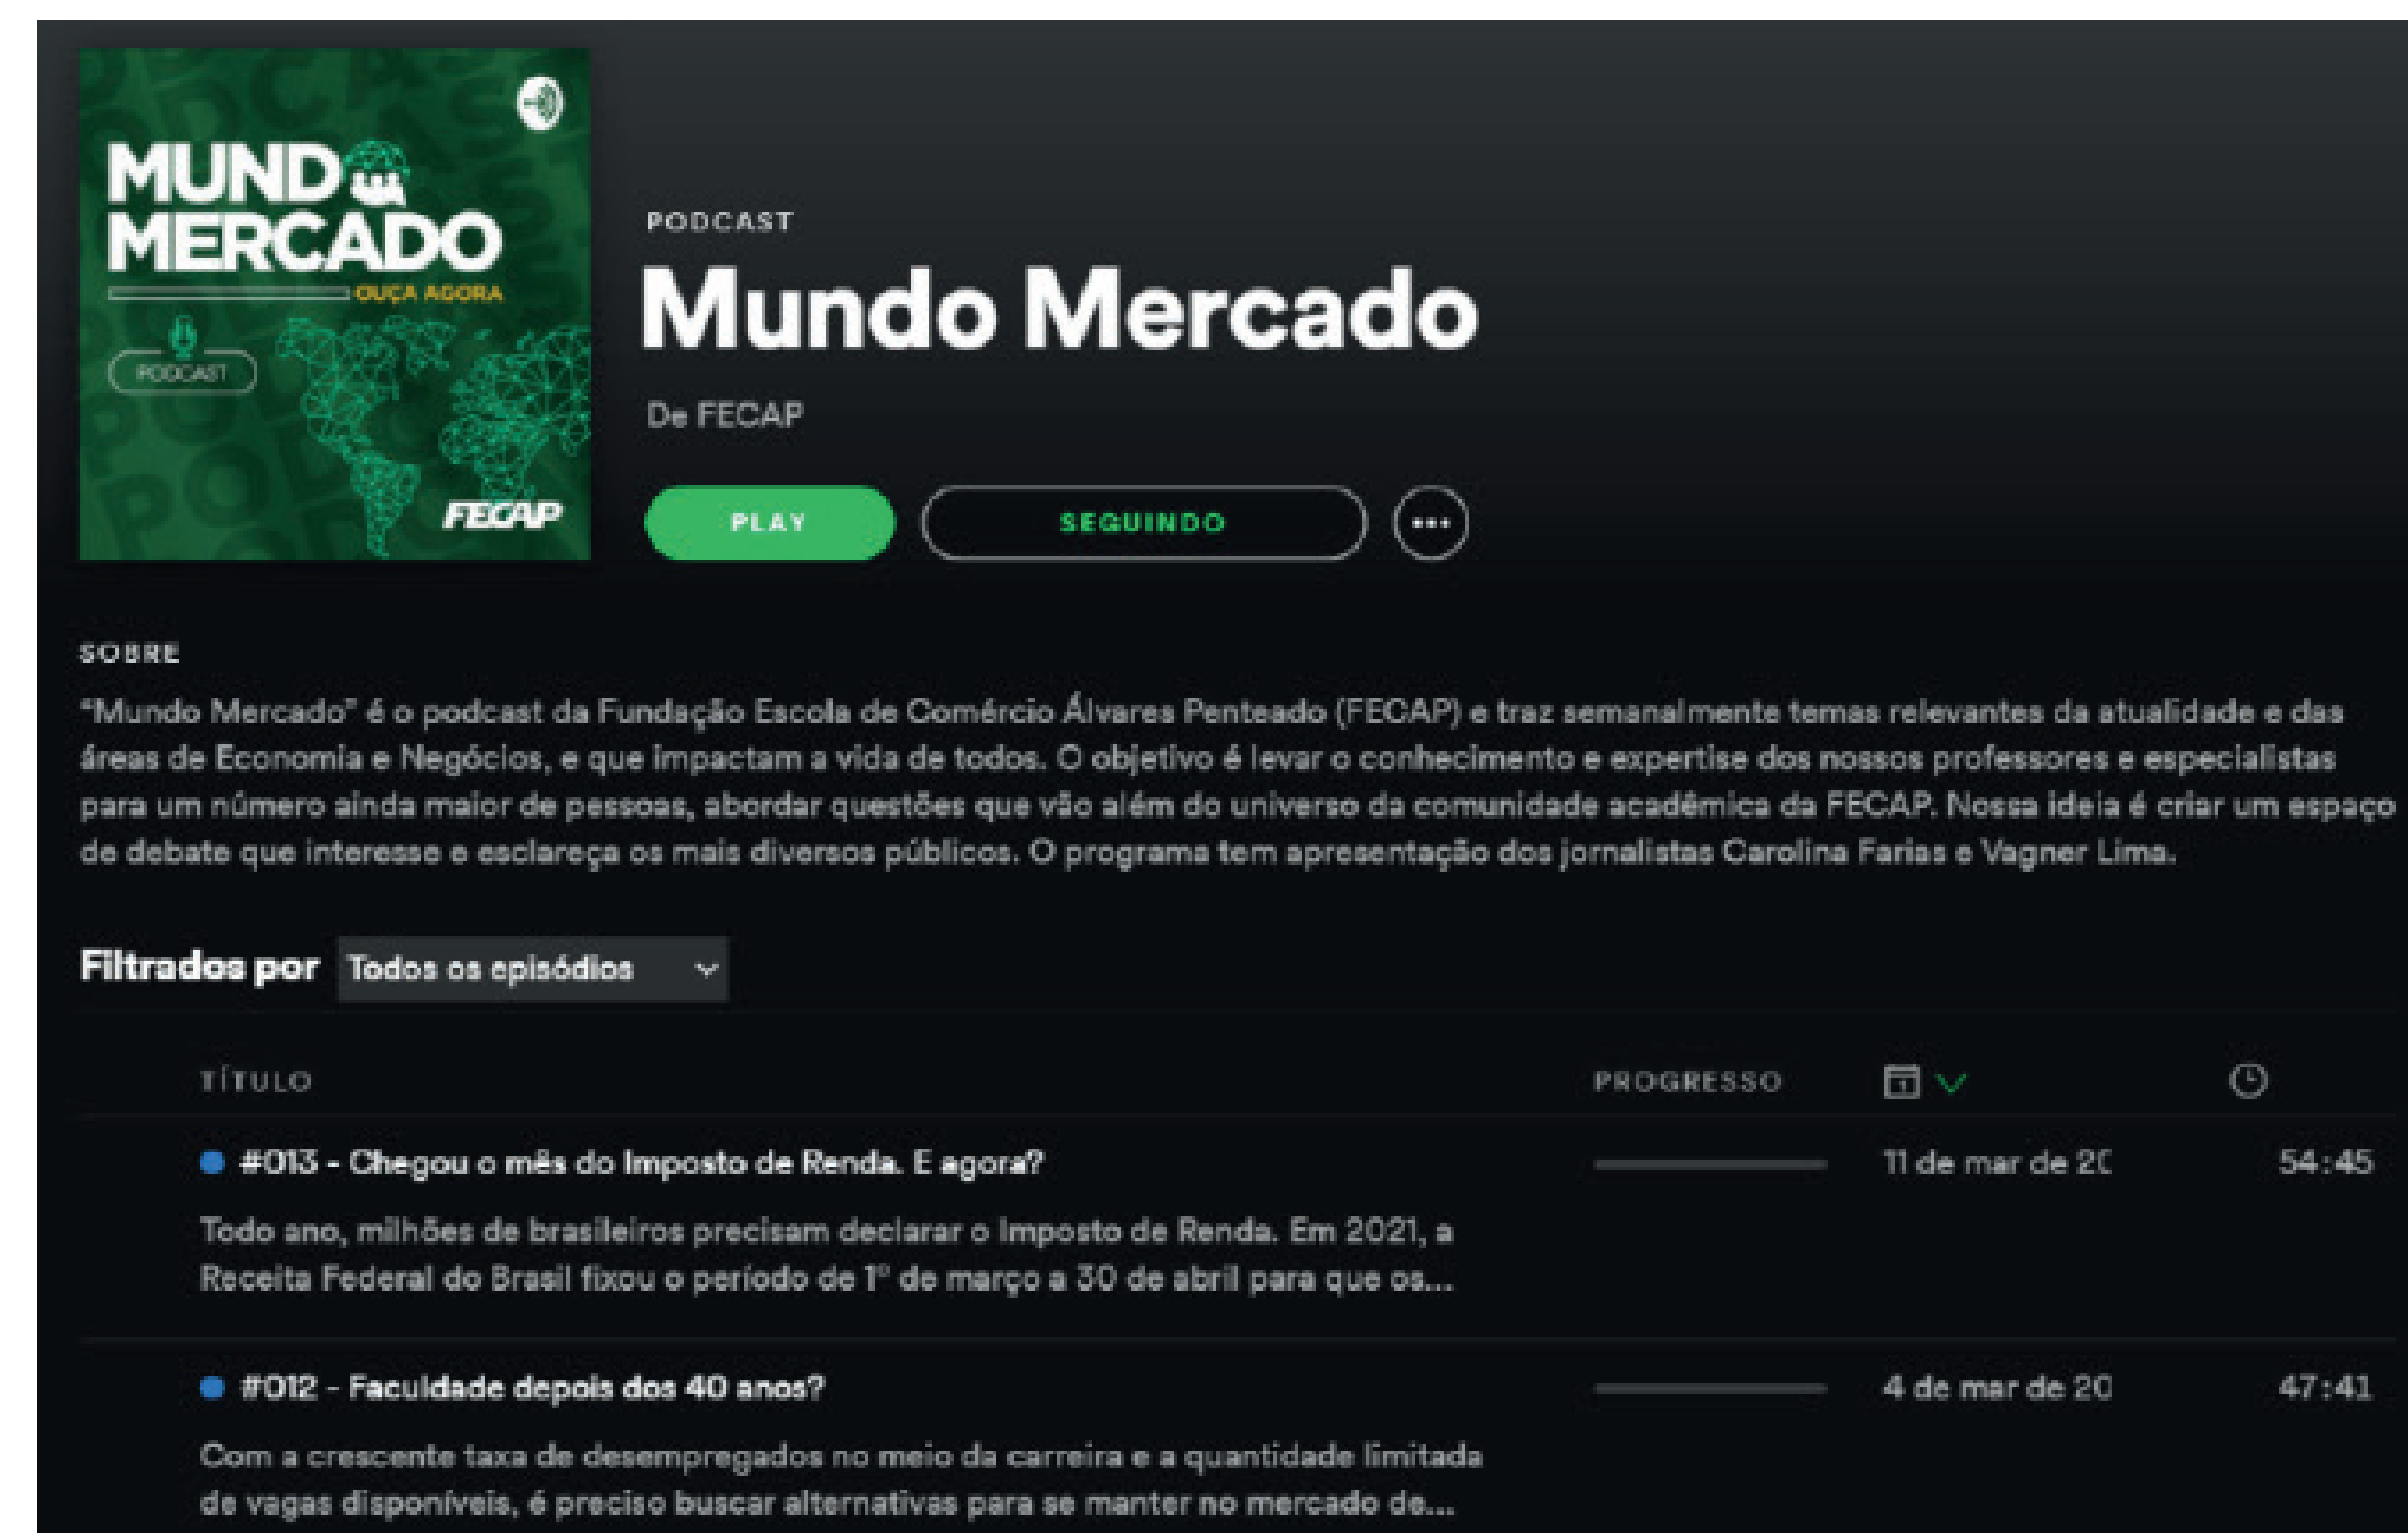 MUNDO
MERCADO
OUÇA AGORA
PODCAST
FECAP
PODCAST
Mundo Mercado
De FECAP
PLAY
SEGUINDO
SOBRE
“Mundo Mercado” é o podcast da Fundação Escola de Comércio Álvares Penteado (FECAP) e traz semanalmente temas relevantes da atualidade e das
áreas de Economia e Negócios, e que impactam a vida de todos. O objetivo é levar o conhecimento e expertise dos nossos professores e especialistas
para um número ainda maior de pessoas, abordar questões que vão além do universo da comunidade acadêmica da FECAP. Nossa ideia é criar um espaço
de debate que interesse e esclareça os mais diversos públicos. O programa tem apresentação dos jornalistas Carolina Farias e Vagner Lima.
Filtrados por Todos os episódios
TÍTULO PROGRESSO
#013 - Chegou o mês do Imposto de Renda. E agora? 11 de mar de 20 54:45
Todo ano, milhões de brasileiros precisam declarar o Imposto de Renda. Em 2021, a
Receita Federal do Brasil fixou o período de 1º de março a 30 de abril para que os...
#012 - Faculdade depois dos 40 anos? 4 de mar de 20 47:41
Com a crescente taxa de desempregados no meio da carreira e a quantidade limitada
de vagas disponíveis, é preciso buscar alternativas para se manter no mercado de...